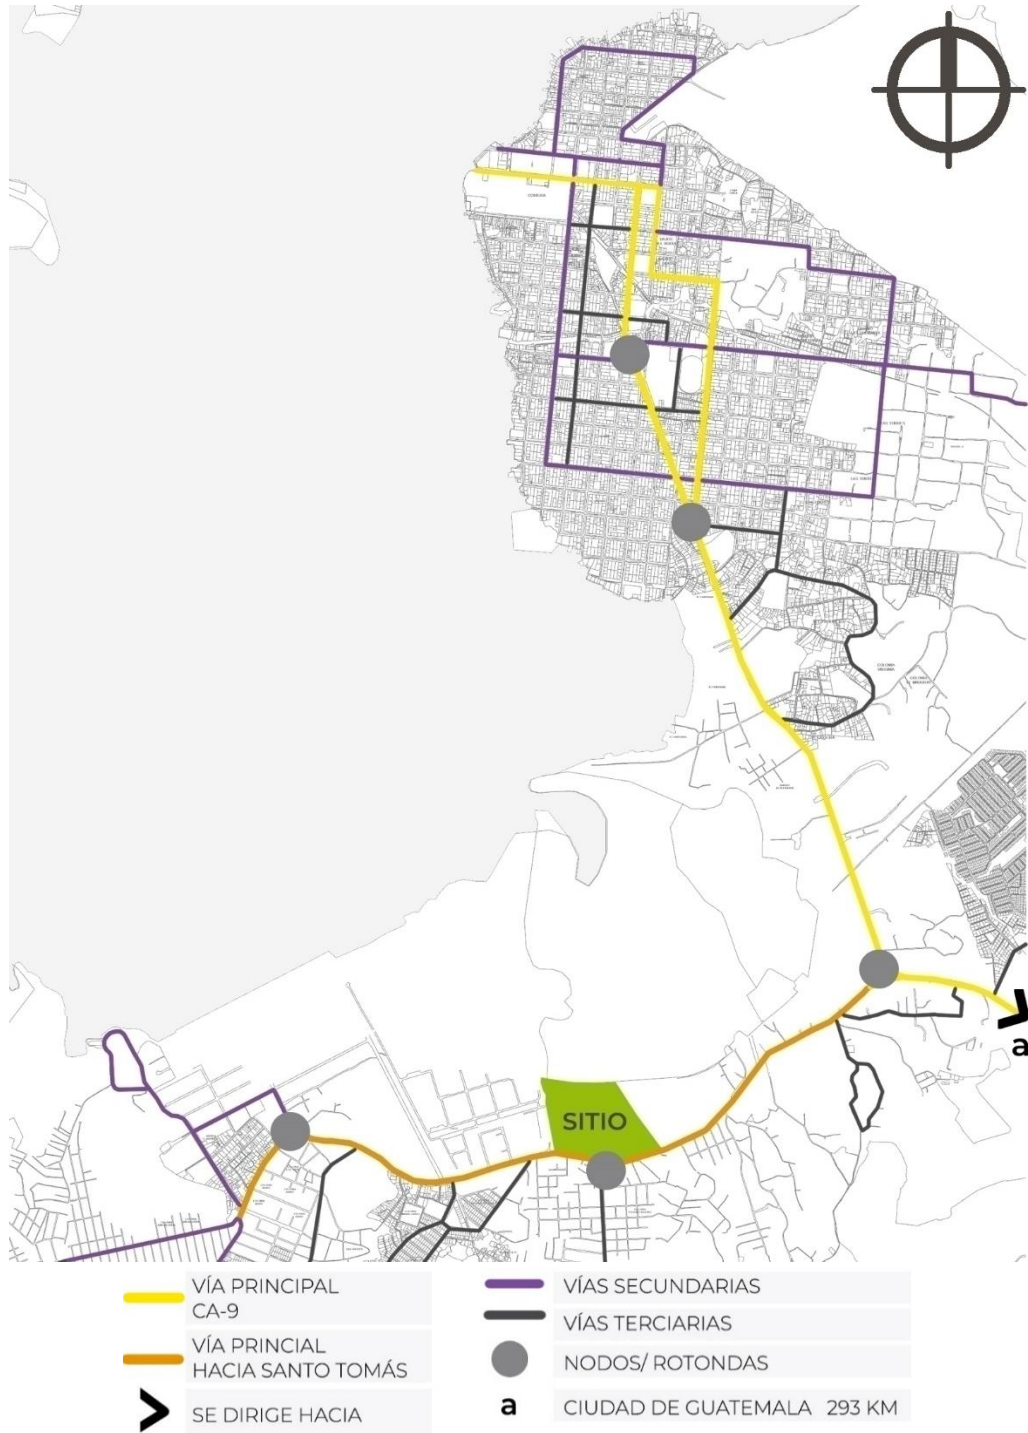 a
SITIO
VÍA PRINCIPAL
CA-9
VÍA PRINCIAL
HACIA SANTO TOMÁS
SE DIRIGE HACIA
VÍAS SECUNDARIAS
VÍAS TERCIARIAS
NODOS/ ROTONDAS
a CIUDAD DE GUATEMALA 293 KM